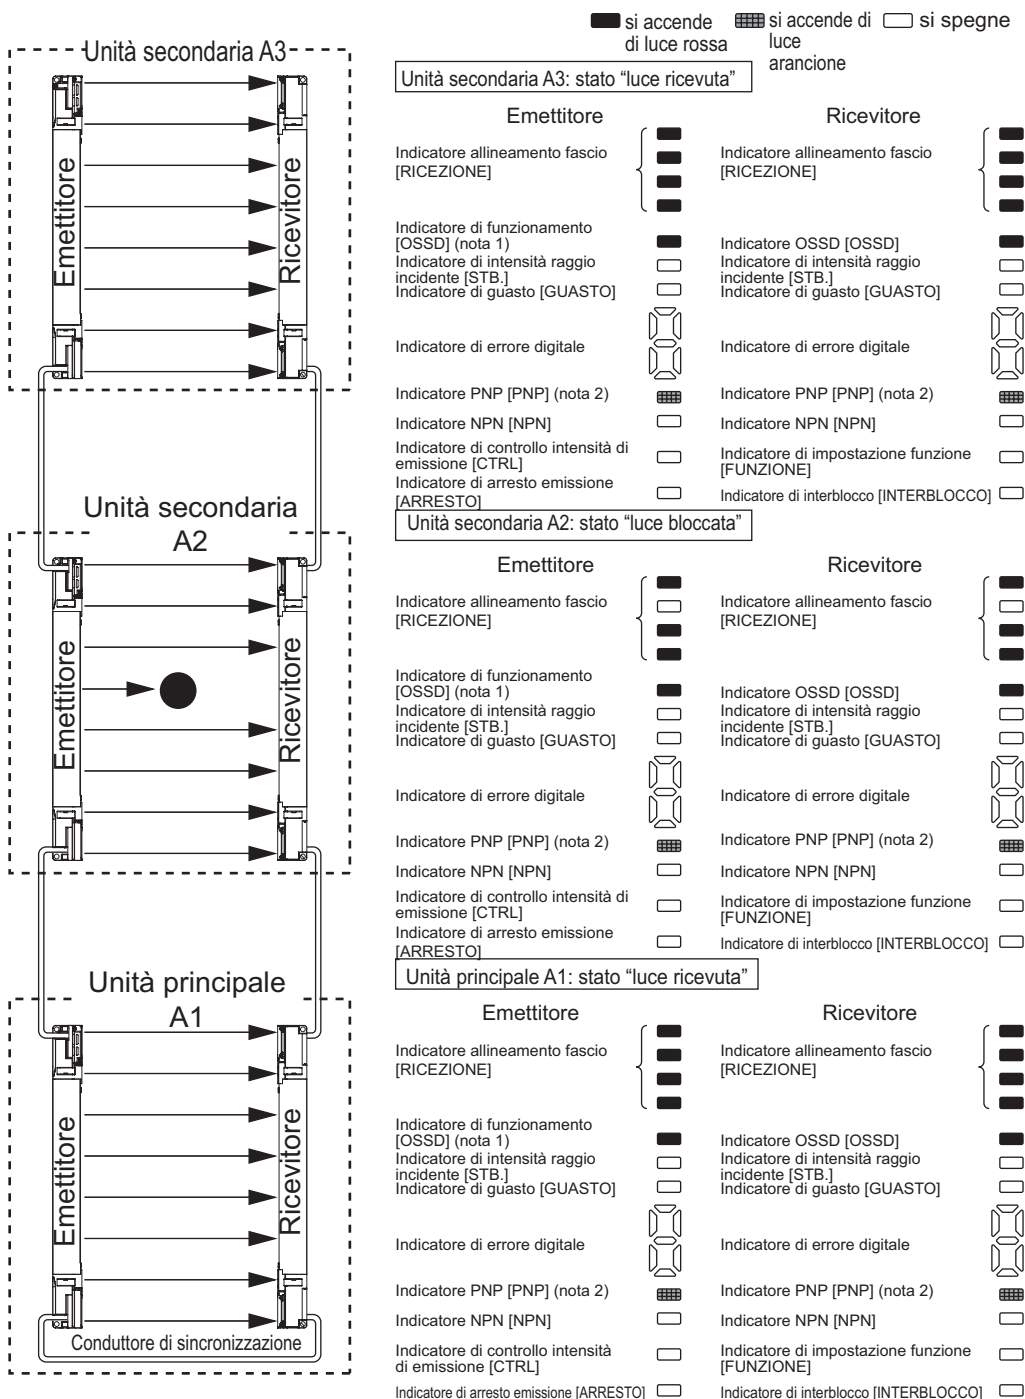 si accende
di luce rossa
si accende di
luce
arancione
si spegne
Unità secondaria A3
Emettitore
Ricevitore
Unità secondaria A3: stato “luce ricevuta”
Emettitore
Ricevitore
Indicatore allineamento fascio
[RICEZIONE]
Indicatore allineamento fascio
[RICEZIONE]
Indicatore di funzionamento
[OSSD] (nota 1)
Indicatore OSSD [OSSD]
Indicatore di intensità raggio
incidente [STB.]
Indicatore di intensità raggio
incidente [STB.]
Indicatore di guasto [GUASTO]
Indicatore di guasto [GUASTO]
Indicatore di errore digitale
Indicatore di errore digitale
Indicatore PNP [PNP] (nota 2)
Indicatore PNP [PNP] (nota 2)
Indicatore NPN [NPN]
Indicatore NPN [NPN]
Indicatore di controllo intensità di
emissione [CTRL]
Indicatore di impostazione funzione
[FUNZIONE]
Indicatore di arresto emissione
[ARRESTO]
Indicatore di interblocco [INTERBLOCCO]
Unità secondaria
A2
Emettitore
Ricevitore
Unità secondaria A2: stato “luce bloccata”
Emettitore
Ricevitore
Indicatore allineamento fascio
[RICEZIONE]
Indicatore allineamento fascio
[RICEZIONE]
Indicatore di funzionamento
[OSSD] (nota 1)
Indicatore OSSD [OSSD]
Indicatore di intensità raggio
incidente [STB.]
Indicatore di intensità raggio
incidente [STB.]
Indicatore di guasto [GUASTO]
Indicatore di guasto [GUASTO]
Indicatore di errore digitale
Indicatore di errore digitale
Indicatore PNP [PNP] (nota 2)
Indicatore PNP [PNP] (nota 2)
Indicatore NPN [NPN]
Indicatore NPN [NPN]
Indicatore di controllo intensità di
emissione [CTRL]
Indicatore di impostazione funzione
[FUNZIONE]
Indicatore di arresto emissione
[ARRESTO]
Indicatore di interblocco [INTERBLOCCO]
Unità principale
A1
Emettitore
Ricevitore
Conduttore di sincronizzazione
Unità principale A1: stato “luce ricevuta”
Emettitore
Ricevitore
Indicatore allineamento fascio
[RICEZIONE]
Indicatore allineamento fascio
[RICEZIONE]
Indicatore di funzionamento
[OSSD] (nota 1)
Indicatore OSSD [OSSD]
Indicatore di intensità raggio
incidente [STB.]
Indicatore di intensità raggio
incidente [STB.]
Indicatore di guasto [GUASTO]
Indicatore di guasto [GUASTO]
Indicatore di errore digitale
Indicatore di errore digitale
Indicatore PNP [PNP] (nota 2)
Indicatore PNP [PNP] (nota 2)
Indicatore NPN [NPN]
Indicatore NPN [NPN]
Indicatore di controllo intensità
di emissione [CTRL]
Indicatore di impostazione funzione
[FUNZIONE]
Indicatore di arresto emissione [ARRESTO]
Indicatore di interblocco [INTERBLOCCO]